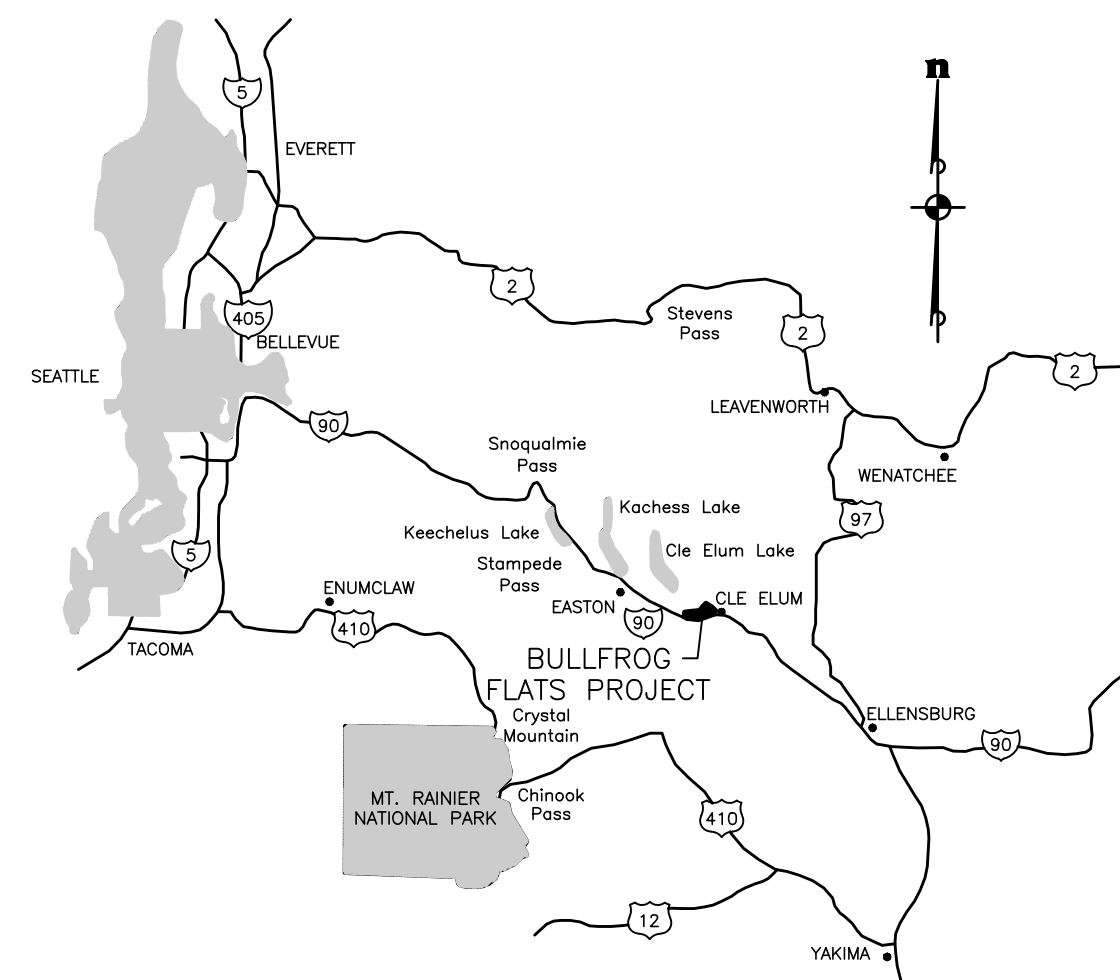 n
5
EVERETT
2
405
BELLEVUE
Stevens
Pass
2
SEATTLE
2
LEAVENWORTH
90
Snoqualmie
Pass
WENATCHEE
Kachess Lake
97
Keechelus Lake
Cle Elum Lake
5
Stampede
Pass
ENUMCLAW
EASTON
CLE ELUM
90
410
TACOMA
BULLFROG
FLATS PROJECT
Crystal
Mountain
ELLENSBURG
90
MT. RAINIER
NATIONAL PARK
Chinook
Pass
410
12
YAKIMA